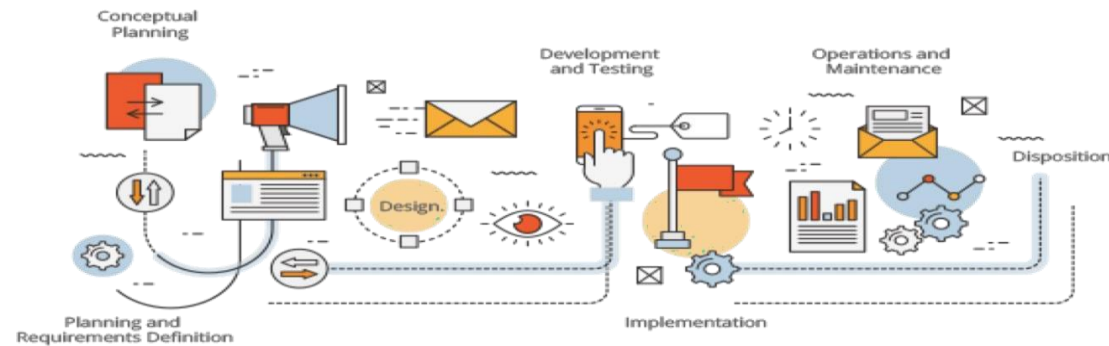 Conceptual
Planning
Planning and
Requirements Definition
Design.
Development
and Testing
Implementation
Operations and
Maintenance
Disposition